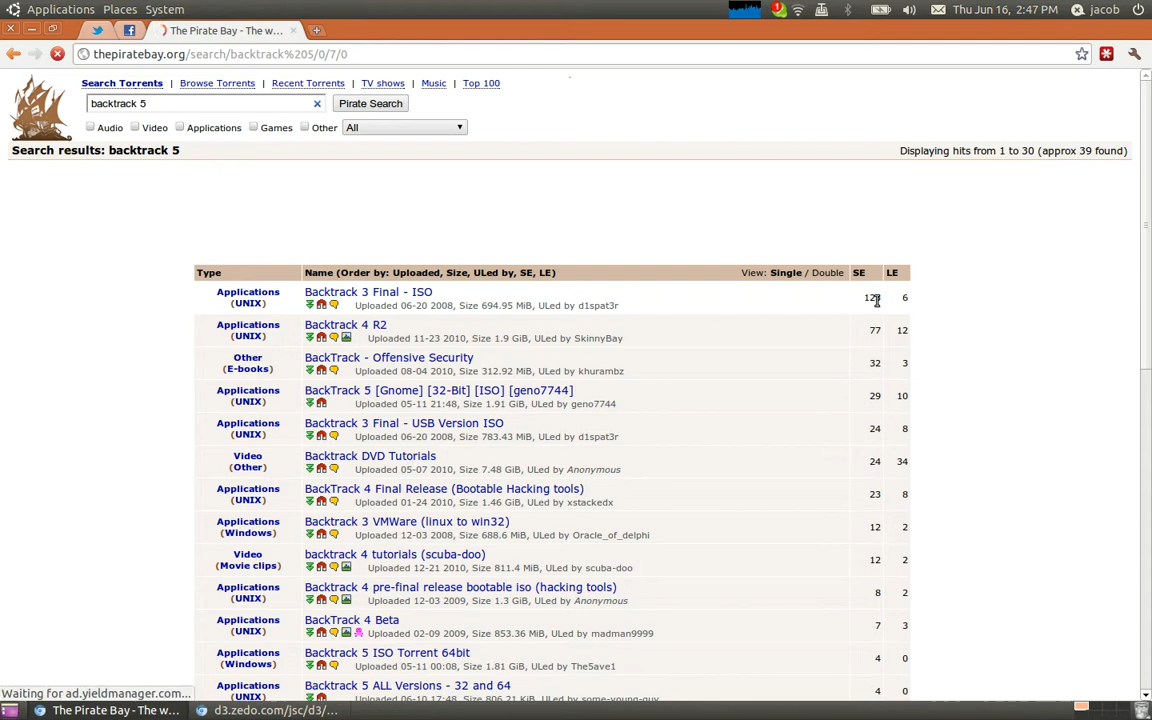 Applications Places System
Thu Jun 16, 2:47 PM jacob
The Pirate Bay - The w...
thepiratebay.org/search/backtrack%205/0/7/0
Search Torrents | Browse Torrents | Recent Torrents | TV shows | Music | Top 100
backtrack 5 Pirate Search
Audio Video Applications Games Other All
Search results: backtrack 5 Displaying hits from 1 to 30 (approx 39 found)
Type Name (Order by: Uploaded, Size, ULed by, SE, LE) View: Single / Double SE LE
Applications Backtrack 3 Final - ISO
(UNIX) Uploaded 06-20 2008, Size 694.95 MiB, ULed by d1spat3r 6
Applications Backtrack 4 R2
(UNIX) Uploaded 11-23 2010, Size 1.9 GiB, ULed by SkinnyBay 77 12
Other BackTrack - Offensive Security
(E-books) Uploaded 08-04 2010, Size 312.92 MiB, ULed by khurambz 32 3
Applications BackTrack 5 [Gnome] [32-Bit] [ISO] [geno7744]
(UNIX) Uploaded 05-11 21:48, Size 1.91 GiB, ULed by geno7744 29 10
Applications Backtrack 3 Final - USB Version ISO
(UNIX) Uploaded 06-20 2008, Size 783.43 MiB, ULed by d1spat3r 24 8
Video Backtrack DVD Tutorials
(Other) Uploaded 05-07 2010, Size 7.48 GiB, ULed by Anonymous 24 34
Applications BackTrack 4 Final Release (Bootable Hacking tools)
(UNIX) Uploaded 01-24 2010, Size 1.46 GiB, ULed by xstackedx 23 8
Applications Backtrack 3 VMWare (linux to win32)
(Windows) Uploaded 12-03 2008, Size 688.6 MiB, ULed by Oracle_of_delphi 12 2
Video backtrack 4 tutorials (scuba-doo)
(Movie clips) Uploaded 12-21 2010, Size 811.4 MiB, ULed by scuba-doo 12 2
Applications Backtrack 4 pre-final release bootable iso (hacking tools)
(UNIX) Uploaded 12-03 2009, Size 1.3 GiB, ULed by Anonymous 8 2
Applications BackTrack 4 Beta
(UNIX) Uploaded 02-09 2009, Size 853.36 MiB, ULed by madman9999 7 3
Applications Backtrack 5 ISO Torrent 64bit
(Windows) Uploaded 05-11 00:08, Size 1.81 GiB, ULed by The5ave1 4 0
Applications Backtrack 5 ALL Versions - 32 and 64
(UNIX) Uploaded 06-10 17:48, Size 806.21 KiB, ULed by some-young-guy 4 0
Waiting for ad.yieldmanager.com...
The Pirate Bay - The w... d3.zedo.com/jsc/d3/...